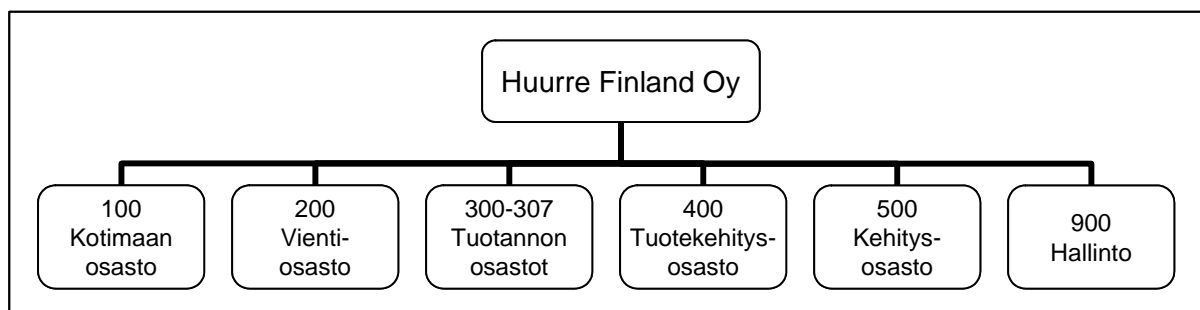 Huurre Finland Oy
100
Kotimaan
osasto
200
Vienti-
osasto
300-307
Tuotannon
osastot
400
Tuotekehitys-
osasto
500
Kehitys-
osasto
900
Hallinto